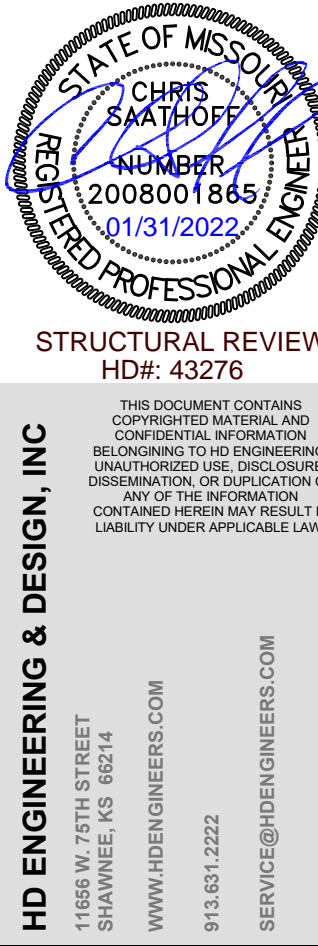 STATE OF MISSOURI
CHRIS
SAATHOFF
NUMBER
2008001865
01/31/2022
REGISTERED PROFESSIONAL ENGINEER
STRUCTURAL REVIEW
HD#: 43276
THIS DOCUMENT CONTAINS
COPYRIGHTED MATERIAL AND
CONFIDENTIAL INFORMATION
BELONGINING TO HD ENGINEERING
UNAUTHORIZED USE, DISCLOSURE
DISSEMINATION, OR DUPLICATION O
ANY OF THE INFORMATION
CONTAINED HEREIN MAY RESULT I
LIABILITY UNDER APPLICABLE LAW
HD ENGINEERING & DESIGN, INC
11656 W. 75TH STREET
SHAWNEE, KS 66214
WWW.HDENGINEERS.COM
913.631.2222
SERVICE@HDENGINEERS.COM